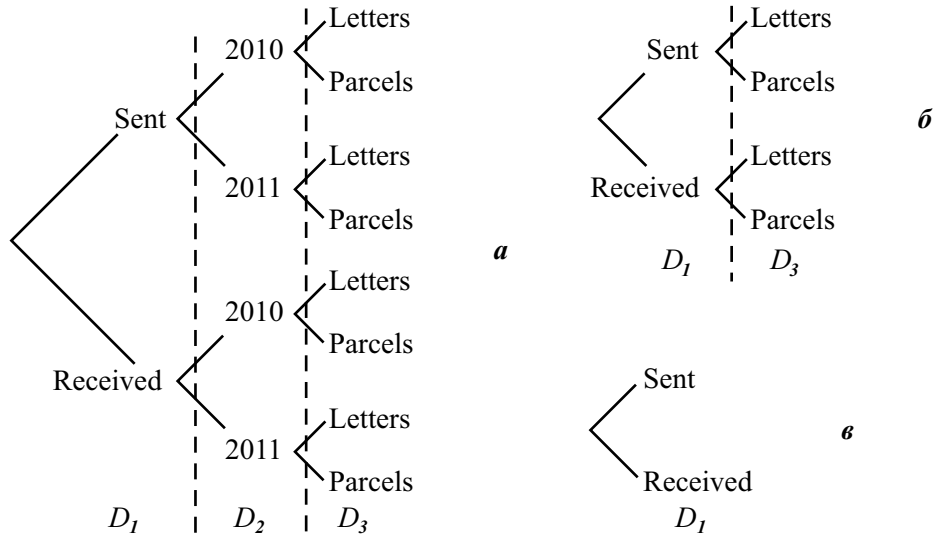 Letters
2010
Parcels
Sent
Letters
2011
Parcels
а
Letters
2010
Parcels
Received
Letters
2011
Parcels
D1 D2 D3
Letters
Sent
Parcels
б
Letters
Received
Parcels
D1 D3
Sent
в
Received
D1